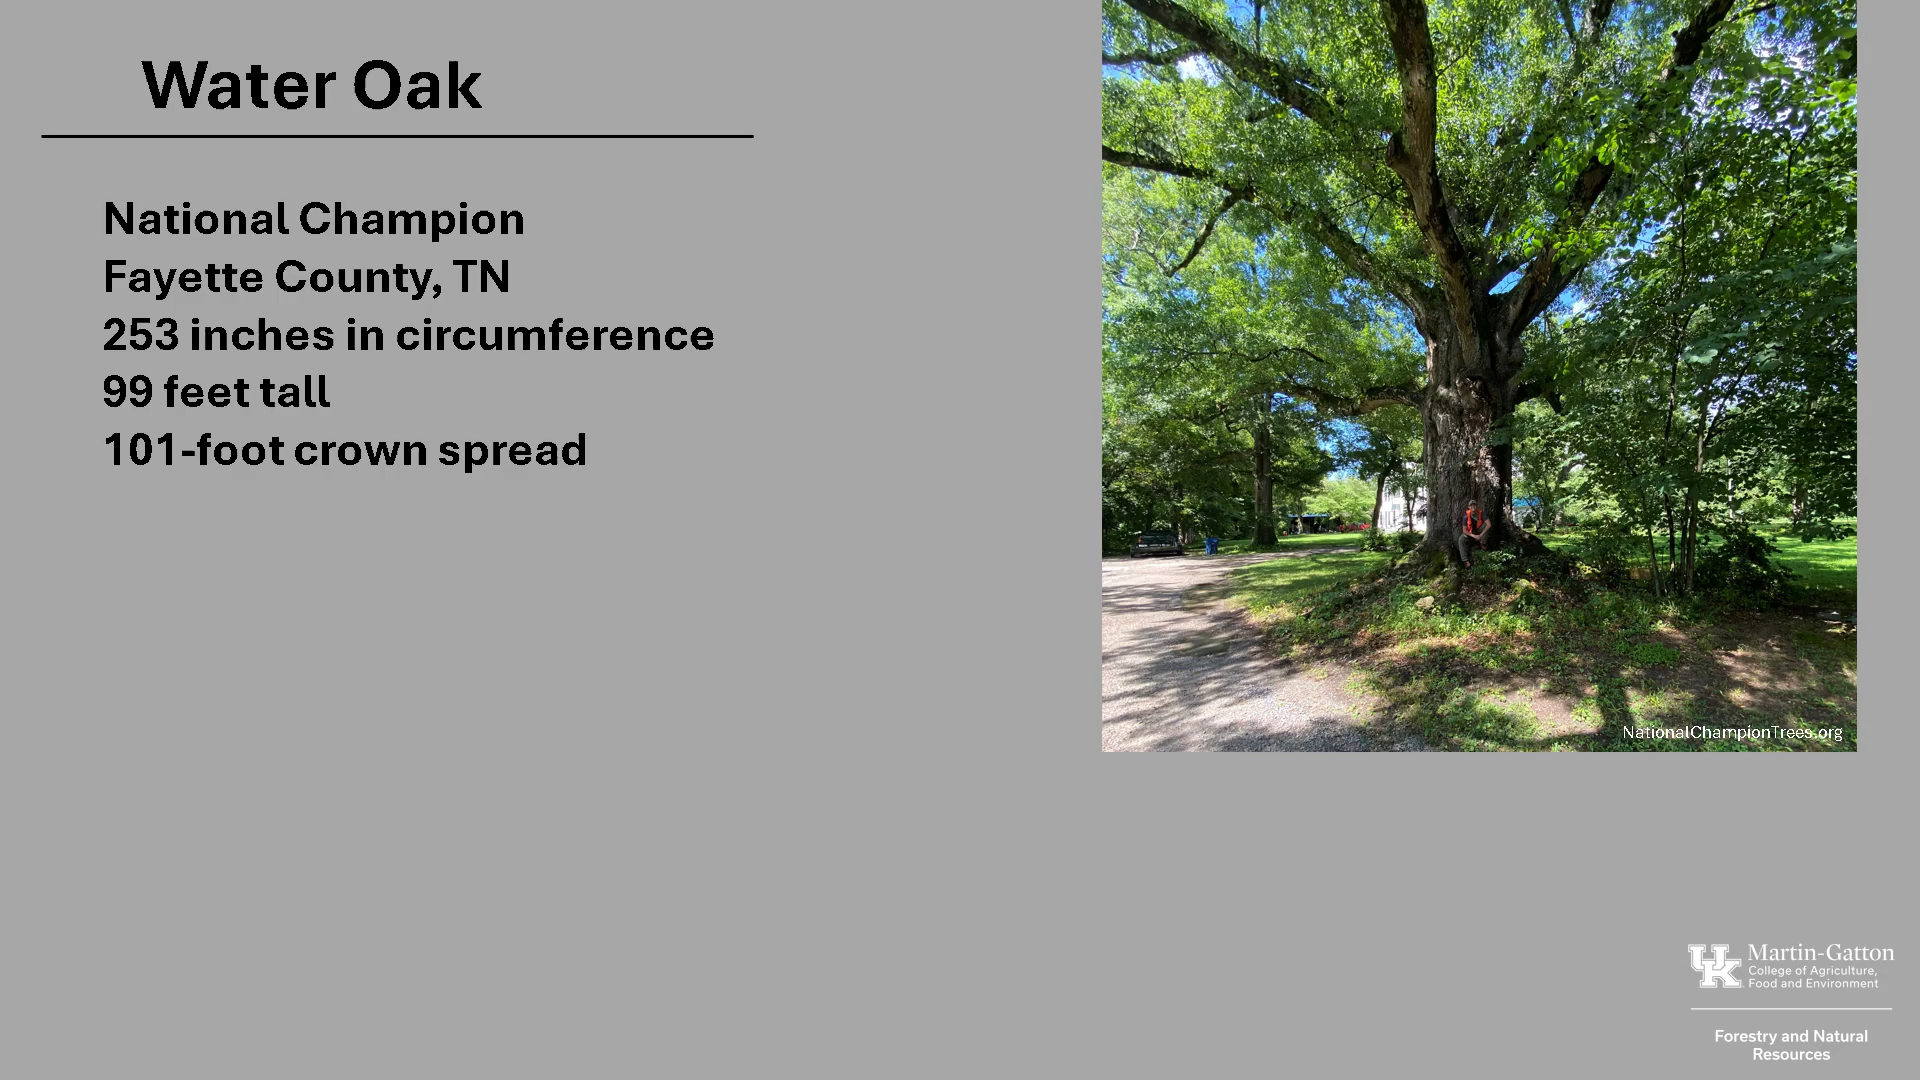 Water Oak
National Champion
Fayette County, TN
253 inches in circumference
99 feet tall
101-foot crown spread
NationalChampionTrees.org
UK Martin-Gatton
College of Agriculture,
Food and Environment
Forestry and Natural
Resources